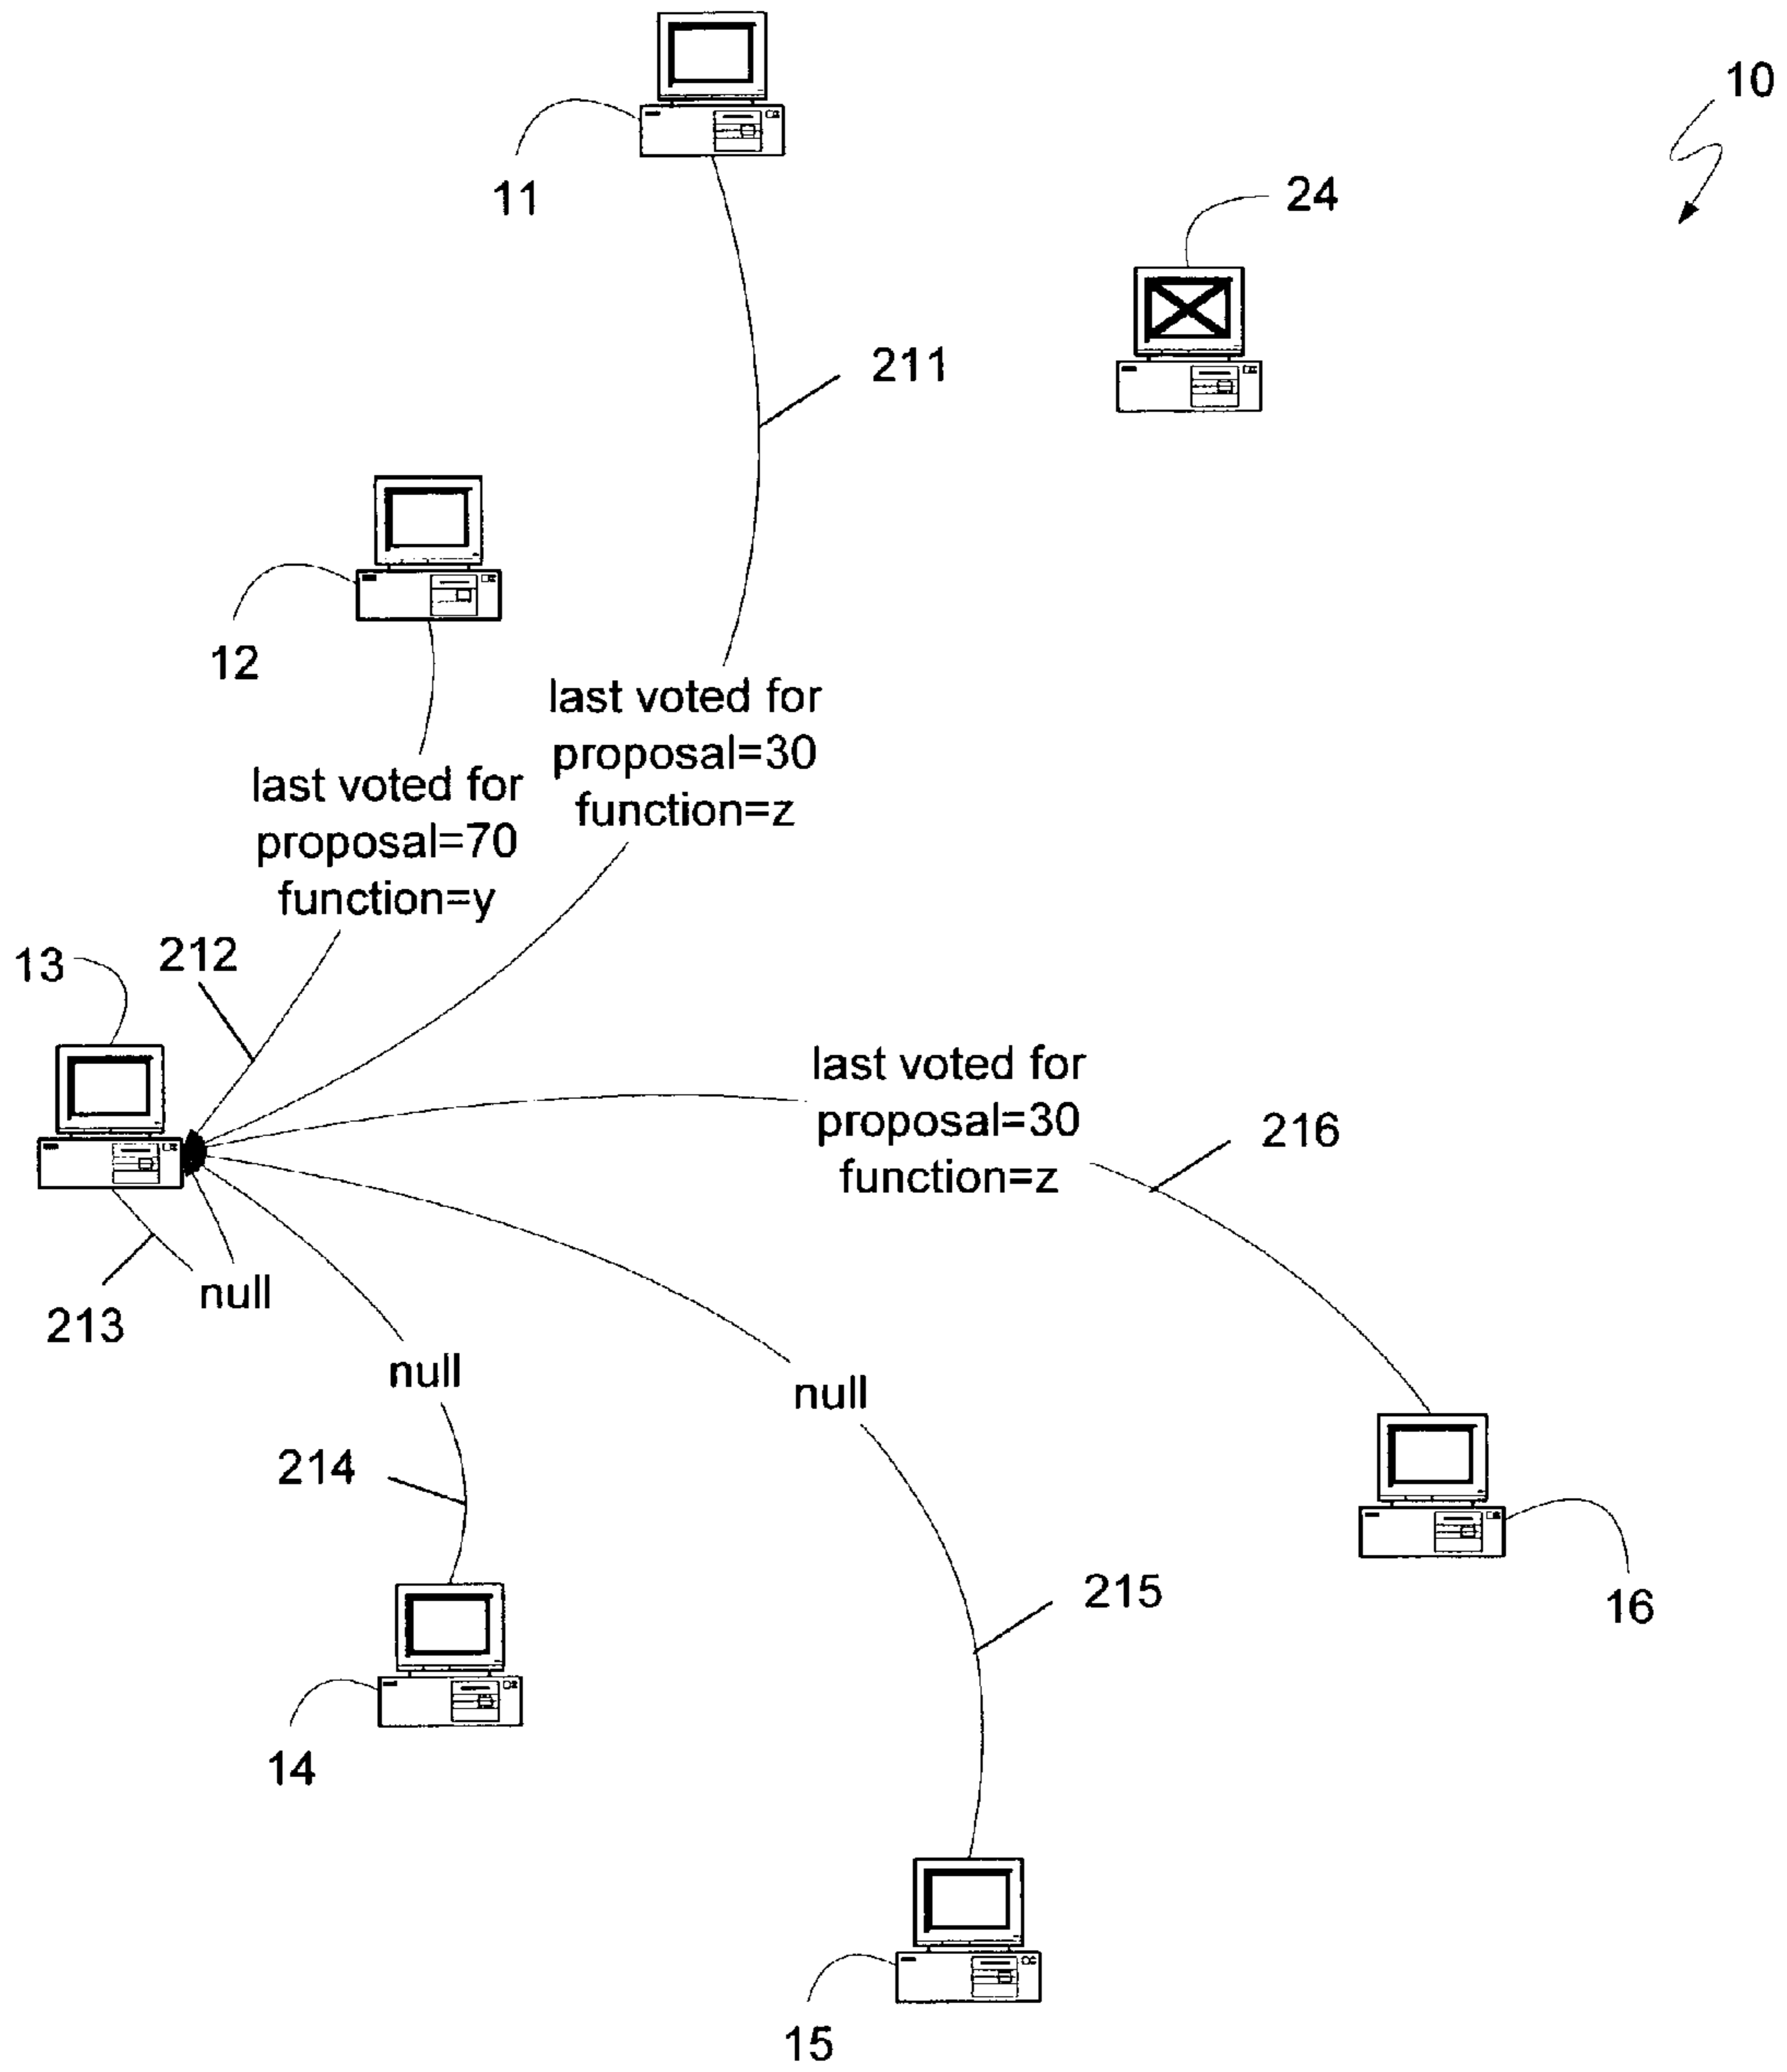 10
11
24
211
12
last voted for
proposal=30
function=z
last voted for
proposal=70
function=y
13
212
last voted for
proposal=30
function=z
216
null
213
null
null
214
215
16
14
15